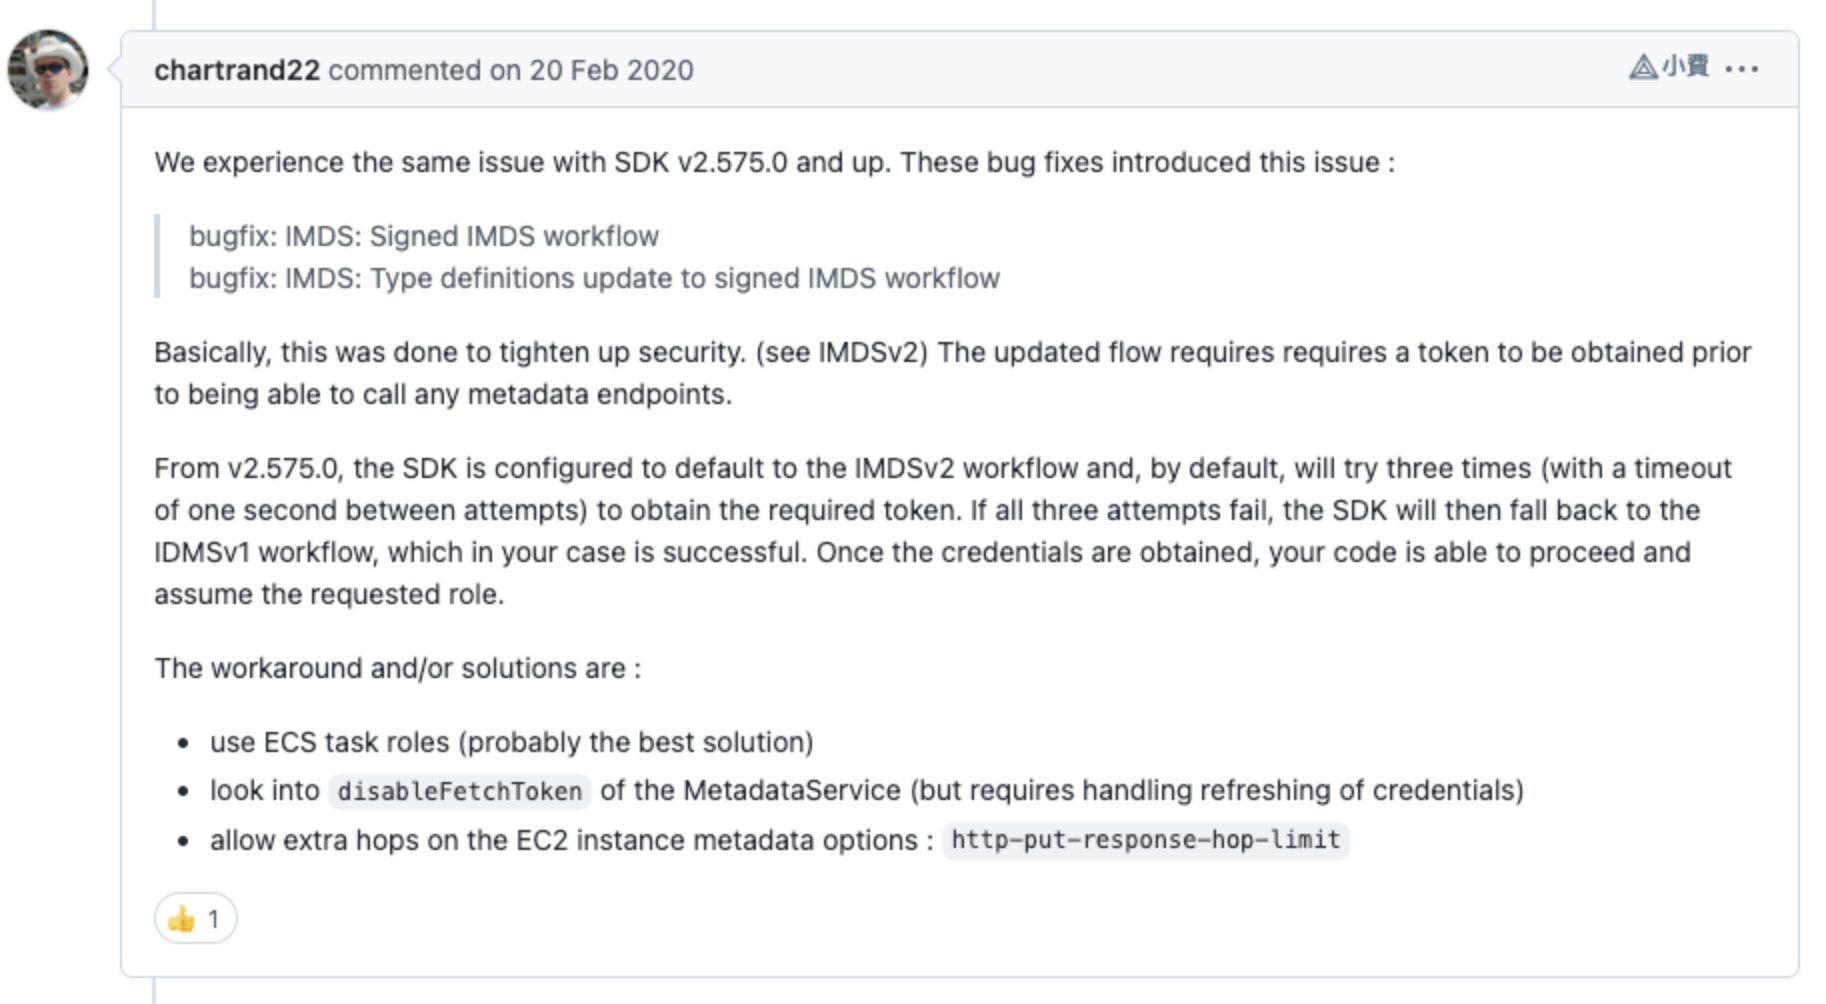 chartrand22 commented on 20 Feb 2020
小費 ...
We experience the same issue with SDK v2.575.0 and up. These bug fixes introduced this issue :
bugfix: IMDS: Signed IMDS workflow
bugfix: IMDS: Type definitions update to signed IMDS workflow
Basically, this was done to tighten up security. (see IMDSv2) The updated flow requires requires a token to be obtained prior
to being able to call any metadata endpoints.
From v2.575.0, the SDK is configured to default to the IMDSv2 workflow and, by default, will try three times (with a timeout
of one second between attempts) to obtain the required token. If all three attempts fail, the SDK will then fall back to the
IDMSv1 workflow, which in your case is successful. Once the credentials are obtained, your code is able to proceed and
assume the requested role.
The workaround and/or solutions are :
• use ECS task roles (probably the best solution)
• look into disableFetchToken of the MetadataService (but requires handling refreshing of credentials)
• allow extra hops on the EC2 instance metadata options : http-put-response-hop-limit
👍 1